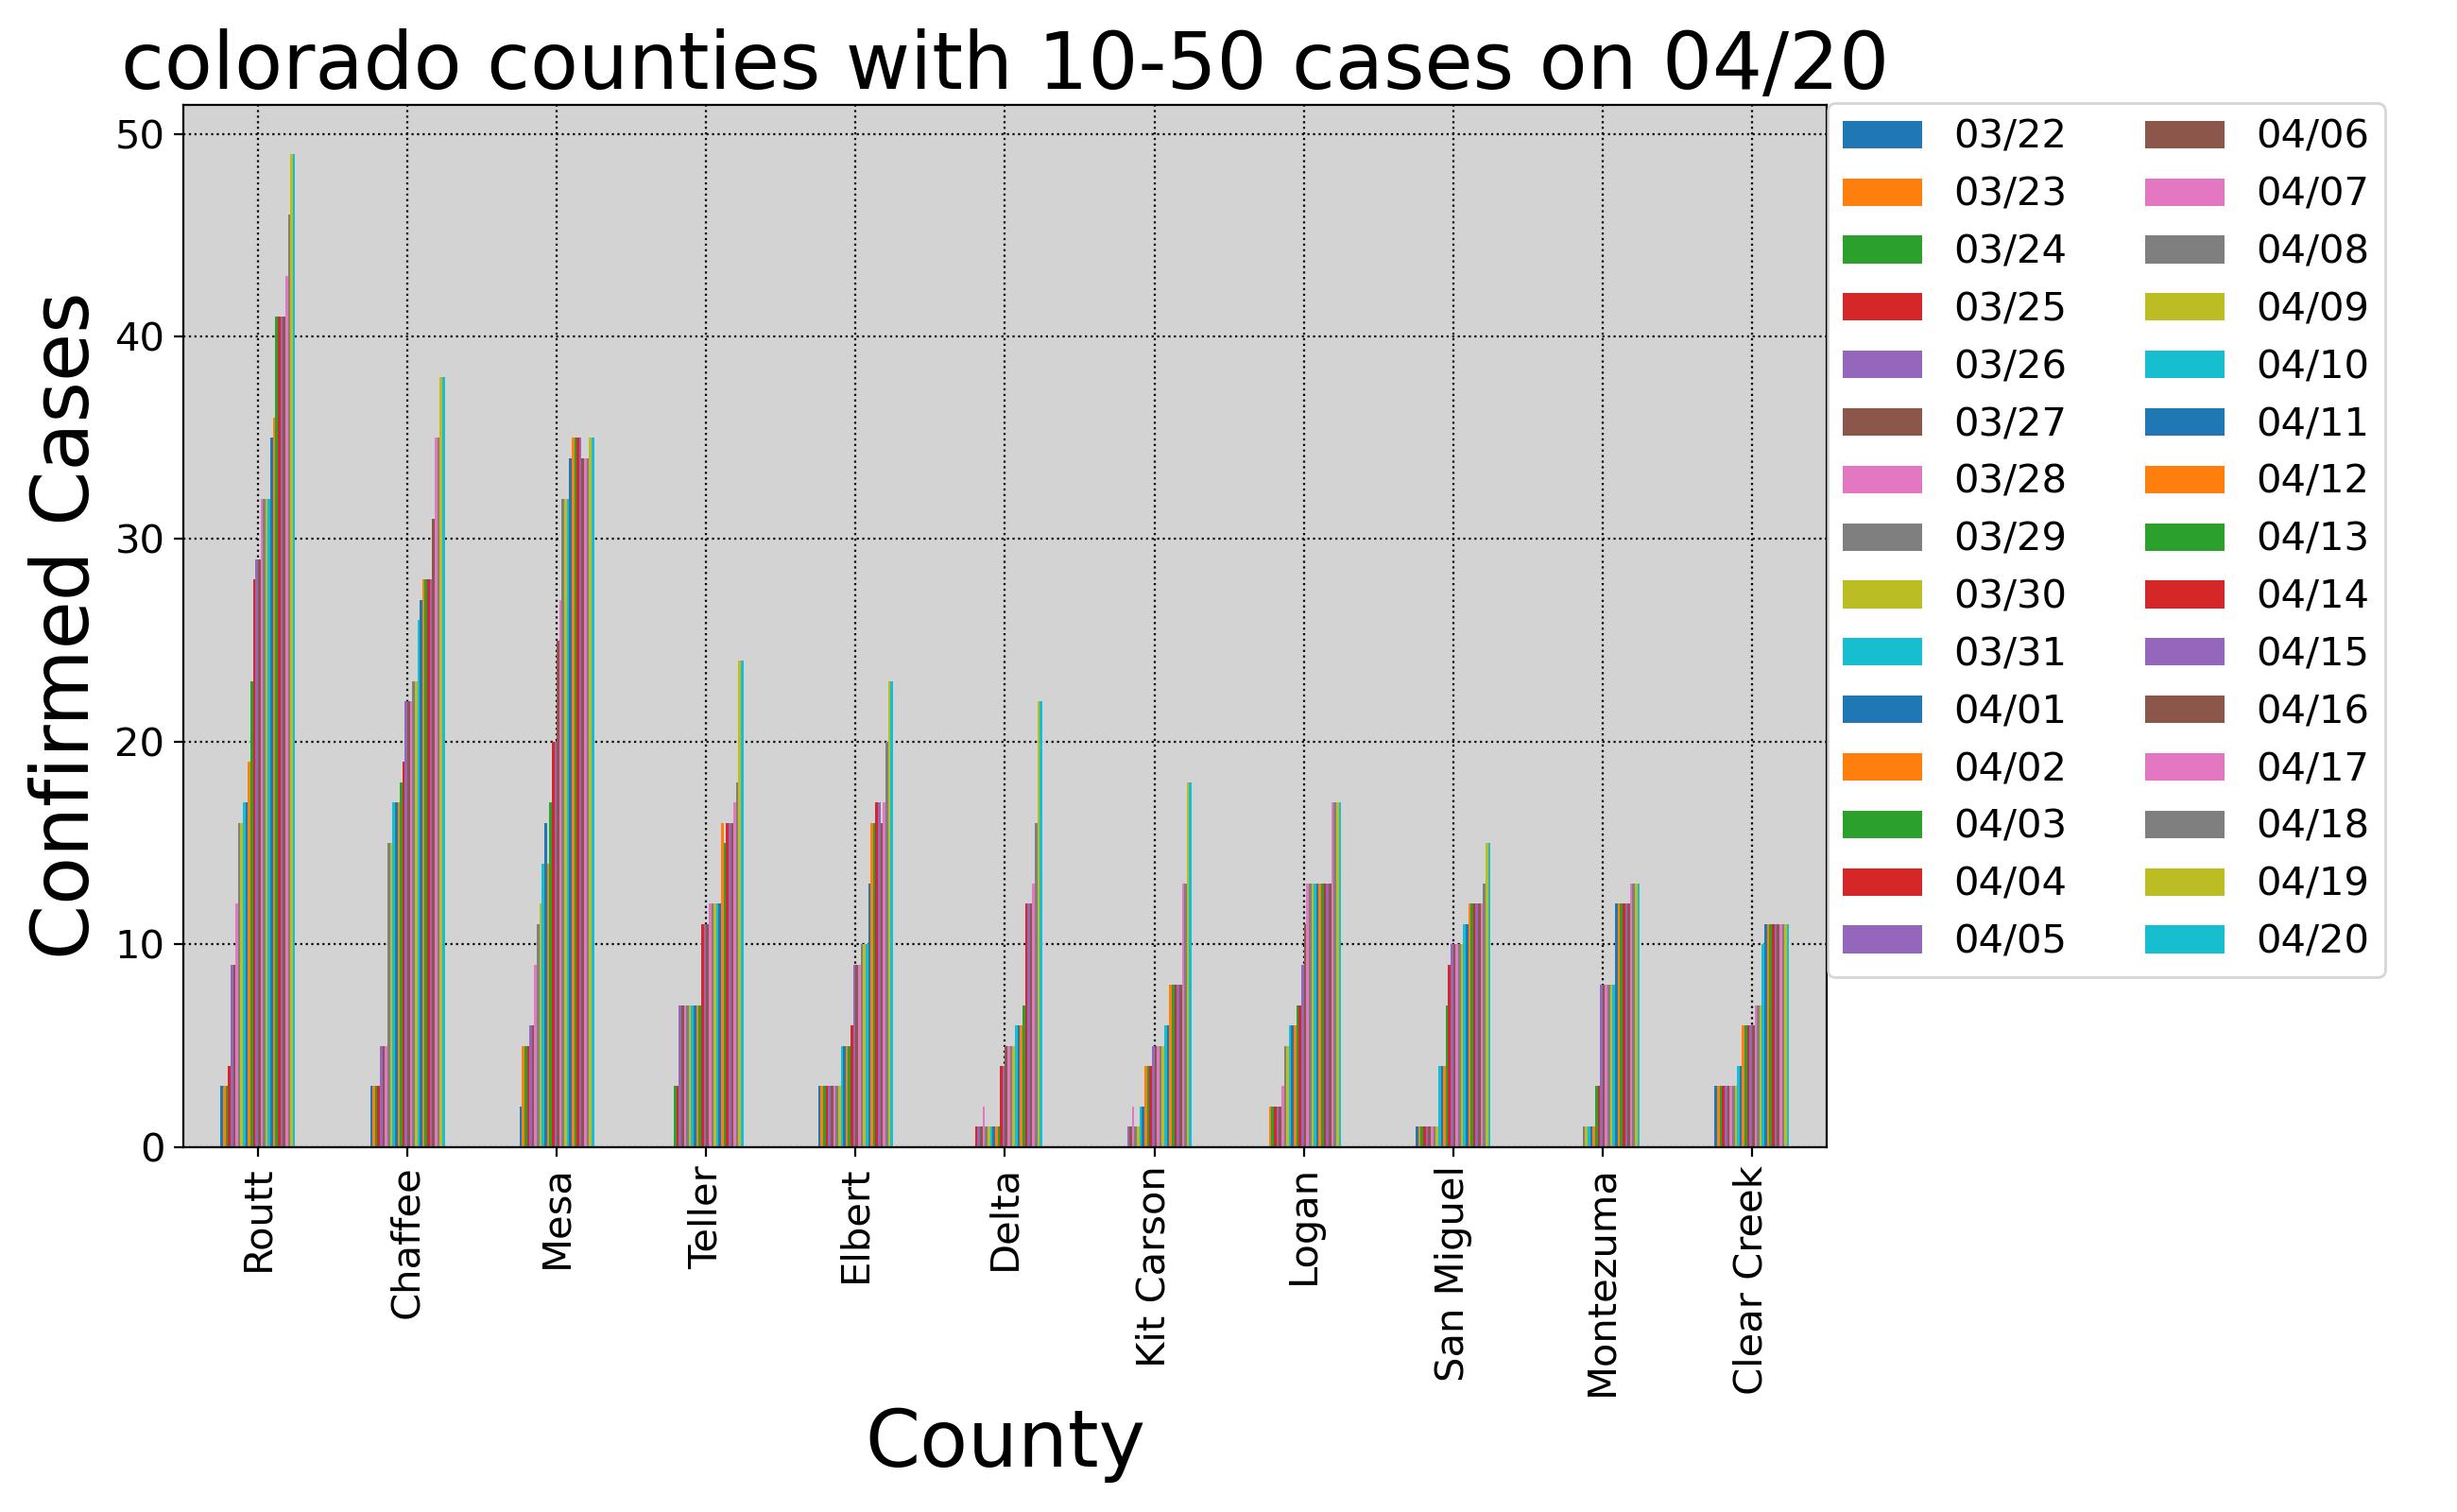 colorado counties with 10-50 cases on 04/20
Confirmed Cases
50
40
30
20
10
0
Routt
Chaffee
Mesa
Teller
Elbert
Delta
Kit Carson
Logan
San Miguel
Montezuma
Clear Creek
County
03/22
03/23
03/24
03/25
03/26
03/27
03/28
03/29
03/30
03/31
04/01
04/02
04/03
04/04
04/05
04/06
04/07
04/08
04/09
04/10
04/11
04/12
04/13
04/14
04/15
04/16
04/17
04/18
04/19
04/20